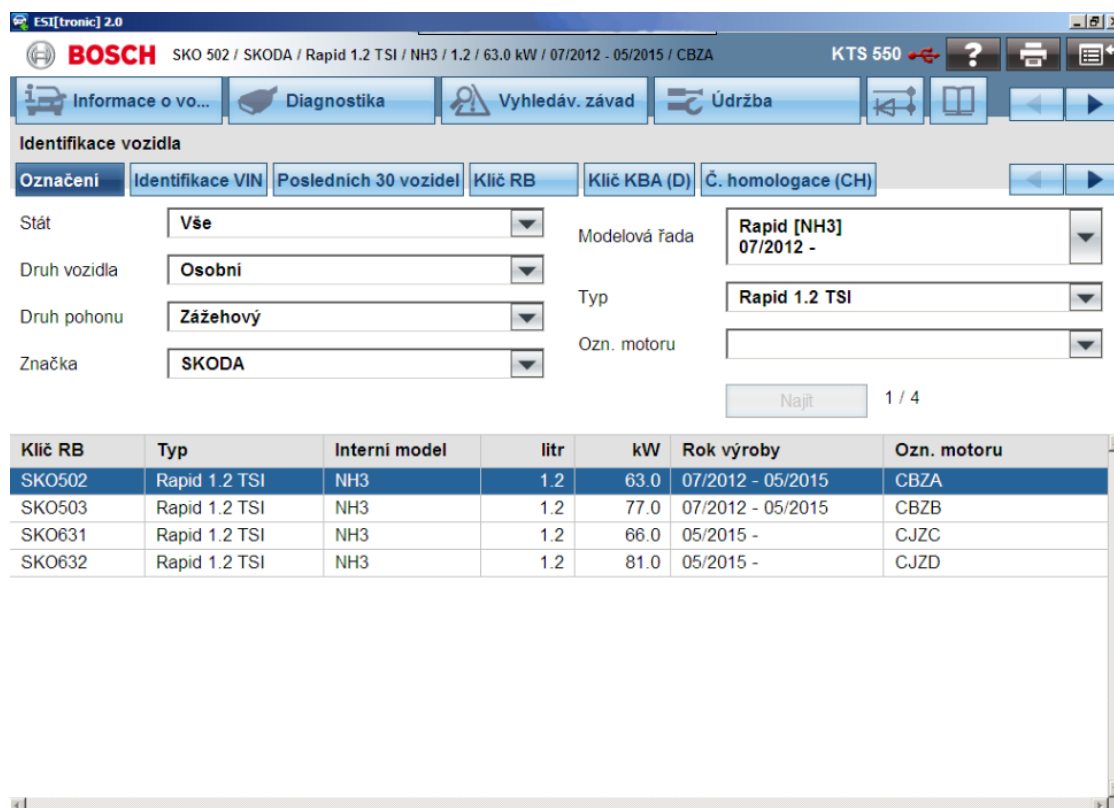 ESI[tronic] 2.0
BOSCH SKO 502 / SKODA / Rapid 1.2 TSI / NH3 / 1.2 / 63.0 kW / 07/2012 - 05/2015 / CBZA KTS 550 ?
Informace o vo... Diagnostika Vyhledáv. závad Údržba
Identifikace vozidla
Označení Identifikace VIN Posledních 30 vozidel Klíč RB Klíč KBA (D) Č. homologace (CH)
Stát Vše
Druh vozidla Osobní
Druh pohonu Zážehový
Značka SKODA
Modelová řada Rapid [NH3]
07/2012 -
Typ Rapid 1.2 TSI
Ozn. motoru
Najít 1 / 4
Klíč RB Typ Interní model litr kW Rok výroby Ozn. motoru
SKO502 Rapid 1.2 TSI NH3 1.2 63.0 07/2012 - 05/2015 CBZA
SKO503 Rapid 1.2 TSI NH3 1.2 77.0 07/2012 - 05/2015 CBZB
SKO631 Rapid 1.2 TSI NH3 1.2 66.0 05/2015 - CJZC
SKO632 Rapid 1.2 TSI NH3 1.2 81.0 05/2015 - CJZD